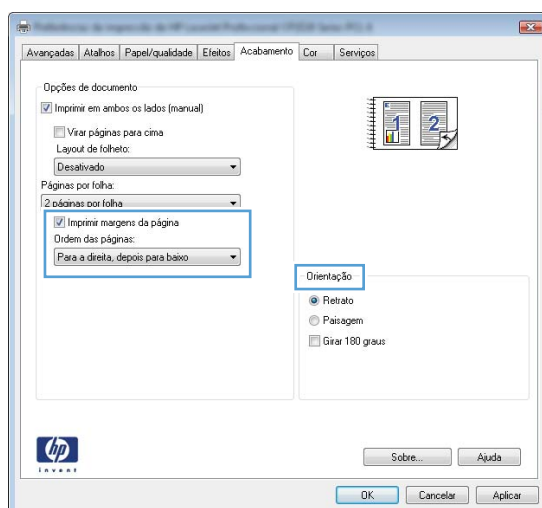 Avançadas Atalhos Papel/qualidade Efeitos Acabamento Cor Serviços
Opções de documento
Imprimir em ambos os lados (manual)
Virar páginas para cima
Layout de folheto:
Desativado
Páginas por folha:
2 páginas por folha
Imprimir margens da página
Ordem das páginas:
Para a direita, depois para baixo
1 2
Orientação
Retrato
Paisagem
Girar 180 graus
hp
invent
Sobre... Ajuda
OK Cancelar Aplicar